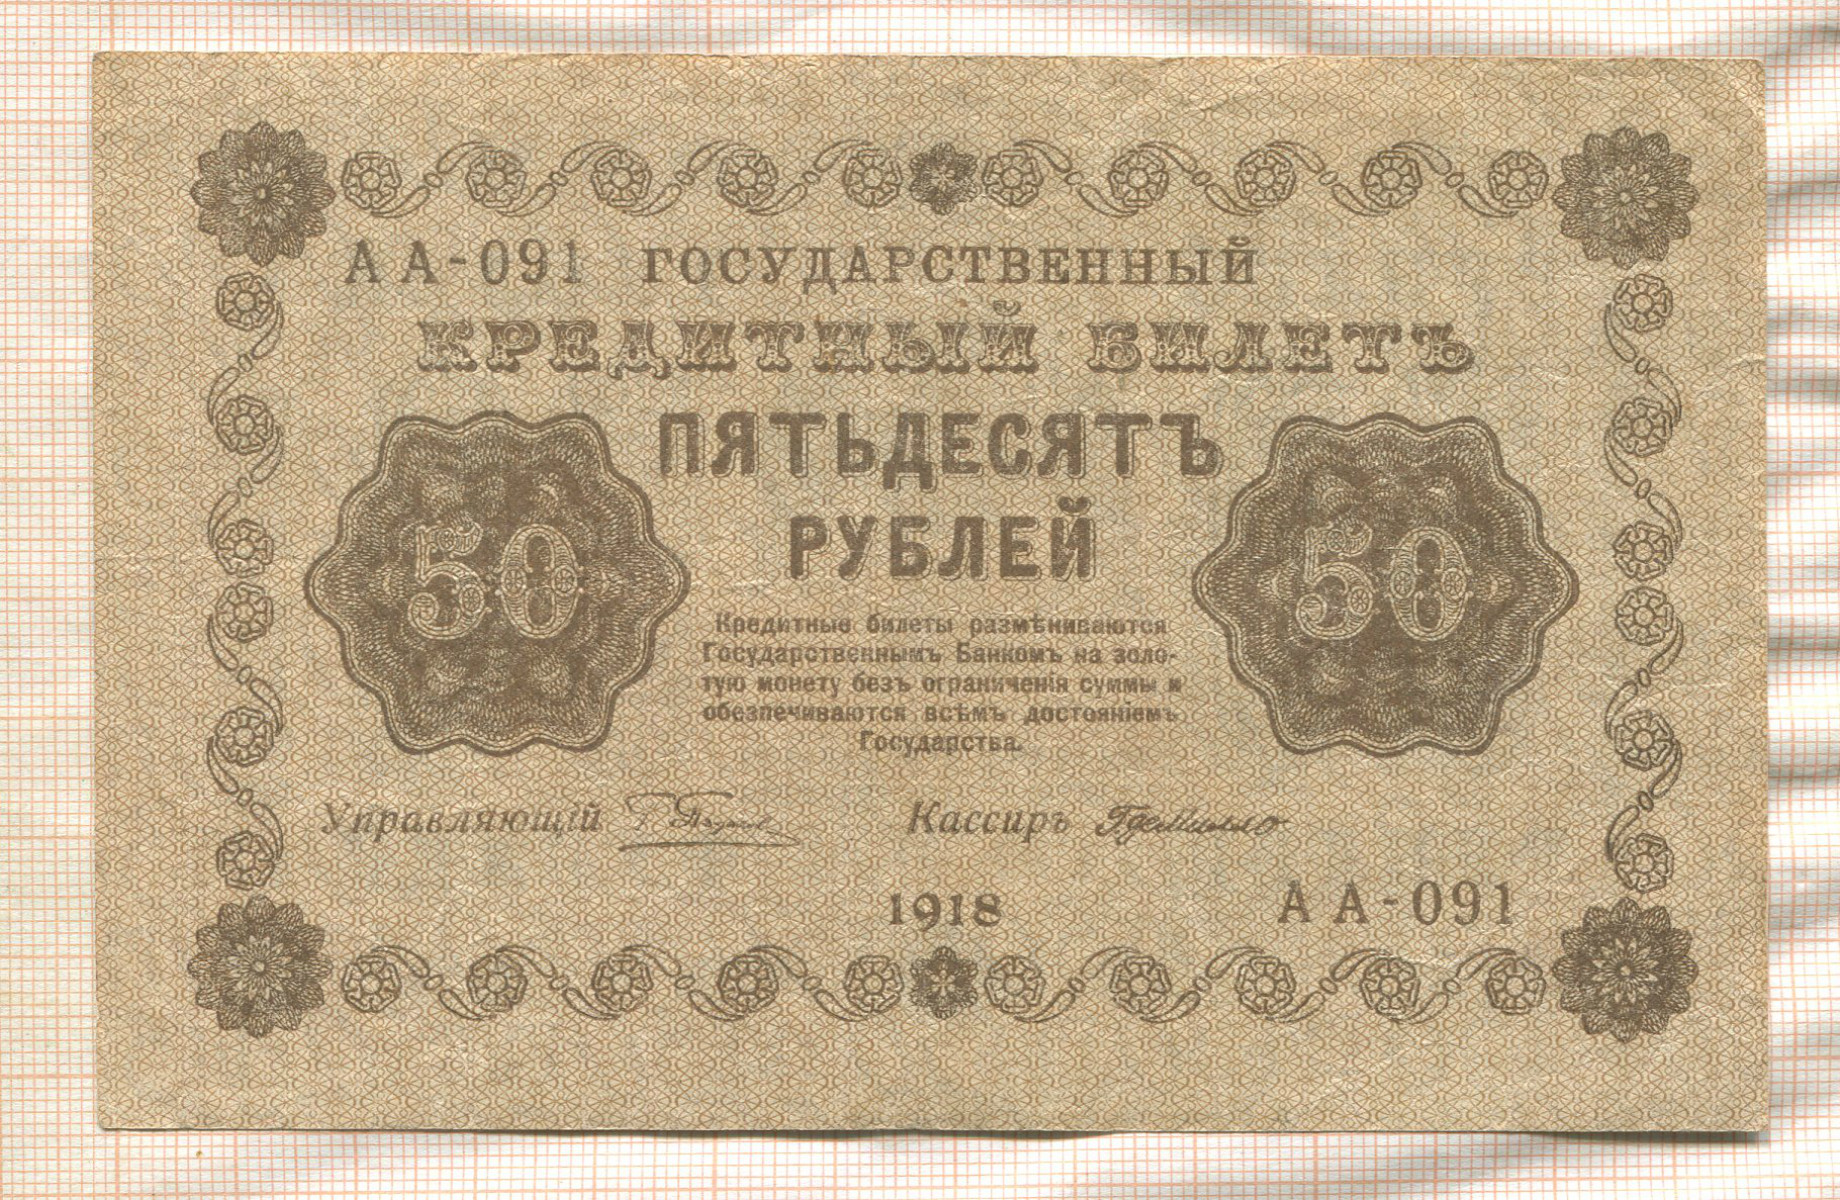 АА-091 ГОСУДАРСТВЕННЫЙ
КРЕДИТНЫЙ БИЛЕТЪ
ПЯТЬДЕСЯТЪ
РУБЛЕЙ
50 50
Кредитные билеты размѣниваются
Государственнымъ Банкомъ на золо-
тую монету безъ ограниченія суммы и
обезпечиваются всѣмъ достояніемъ
Государства.
Управляющій Кассиръ
1918 АА-091